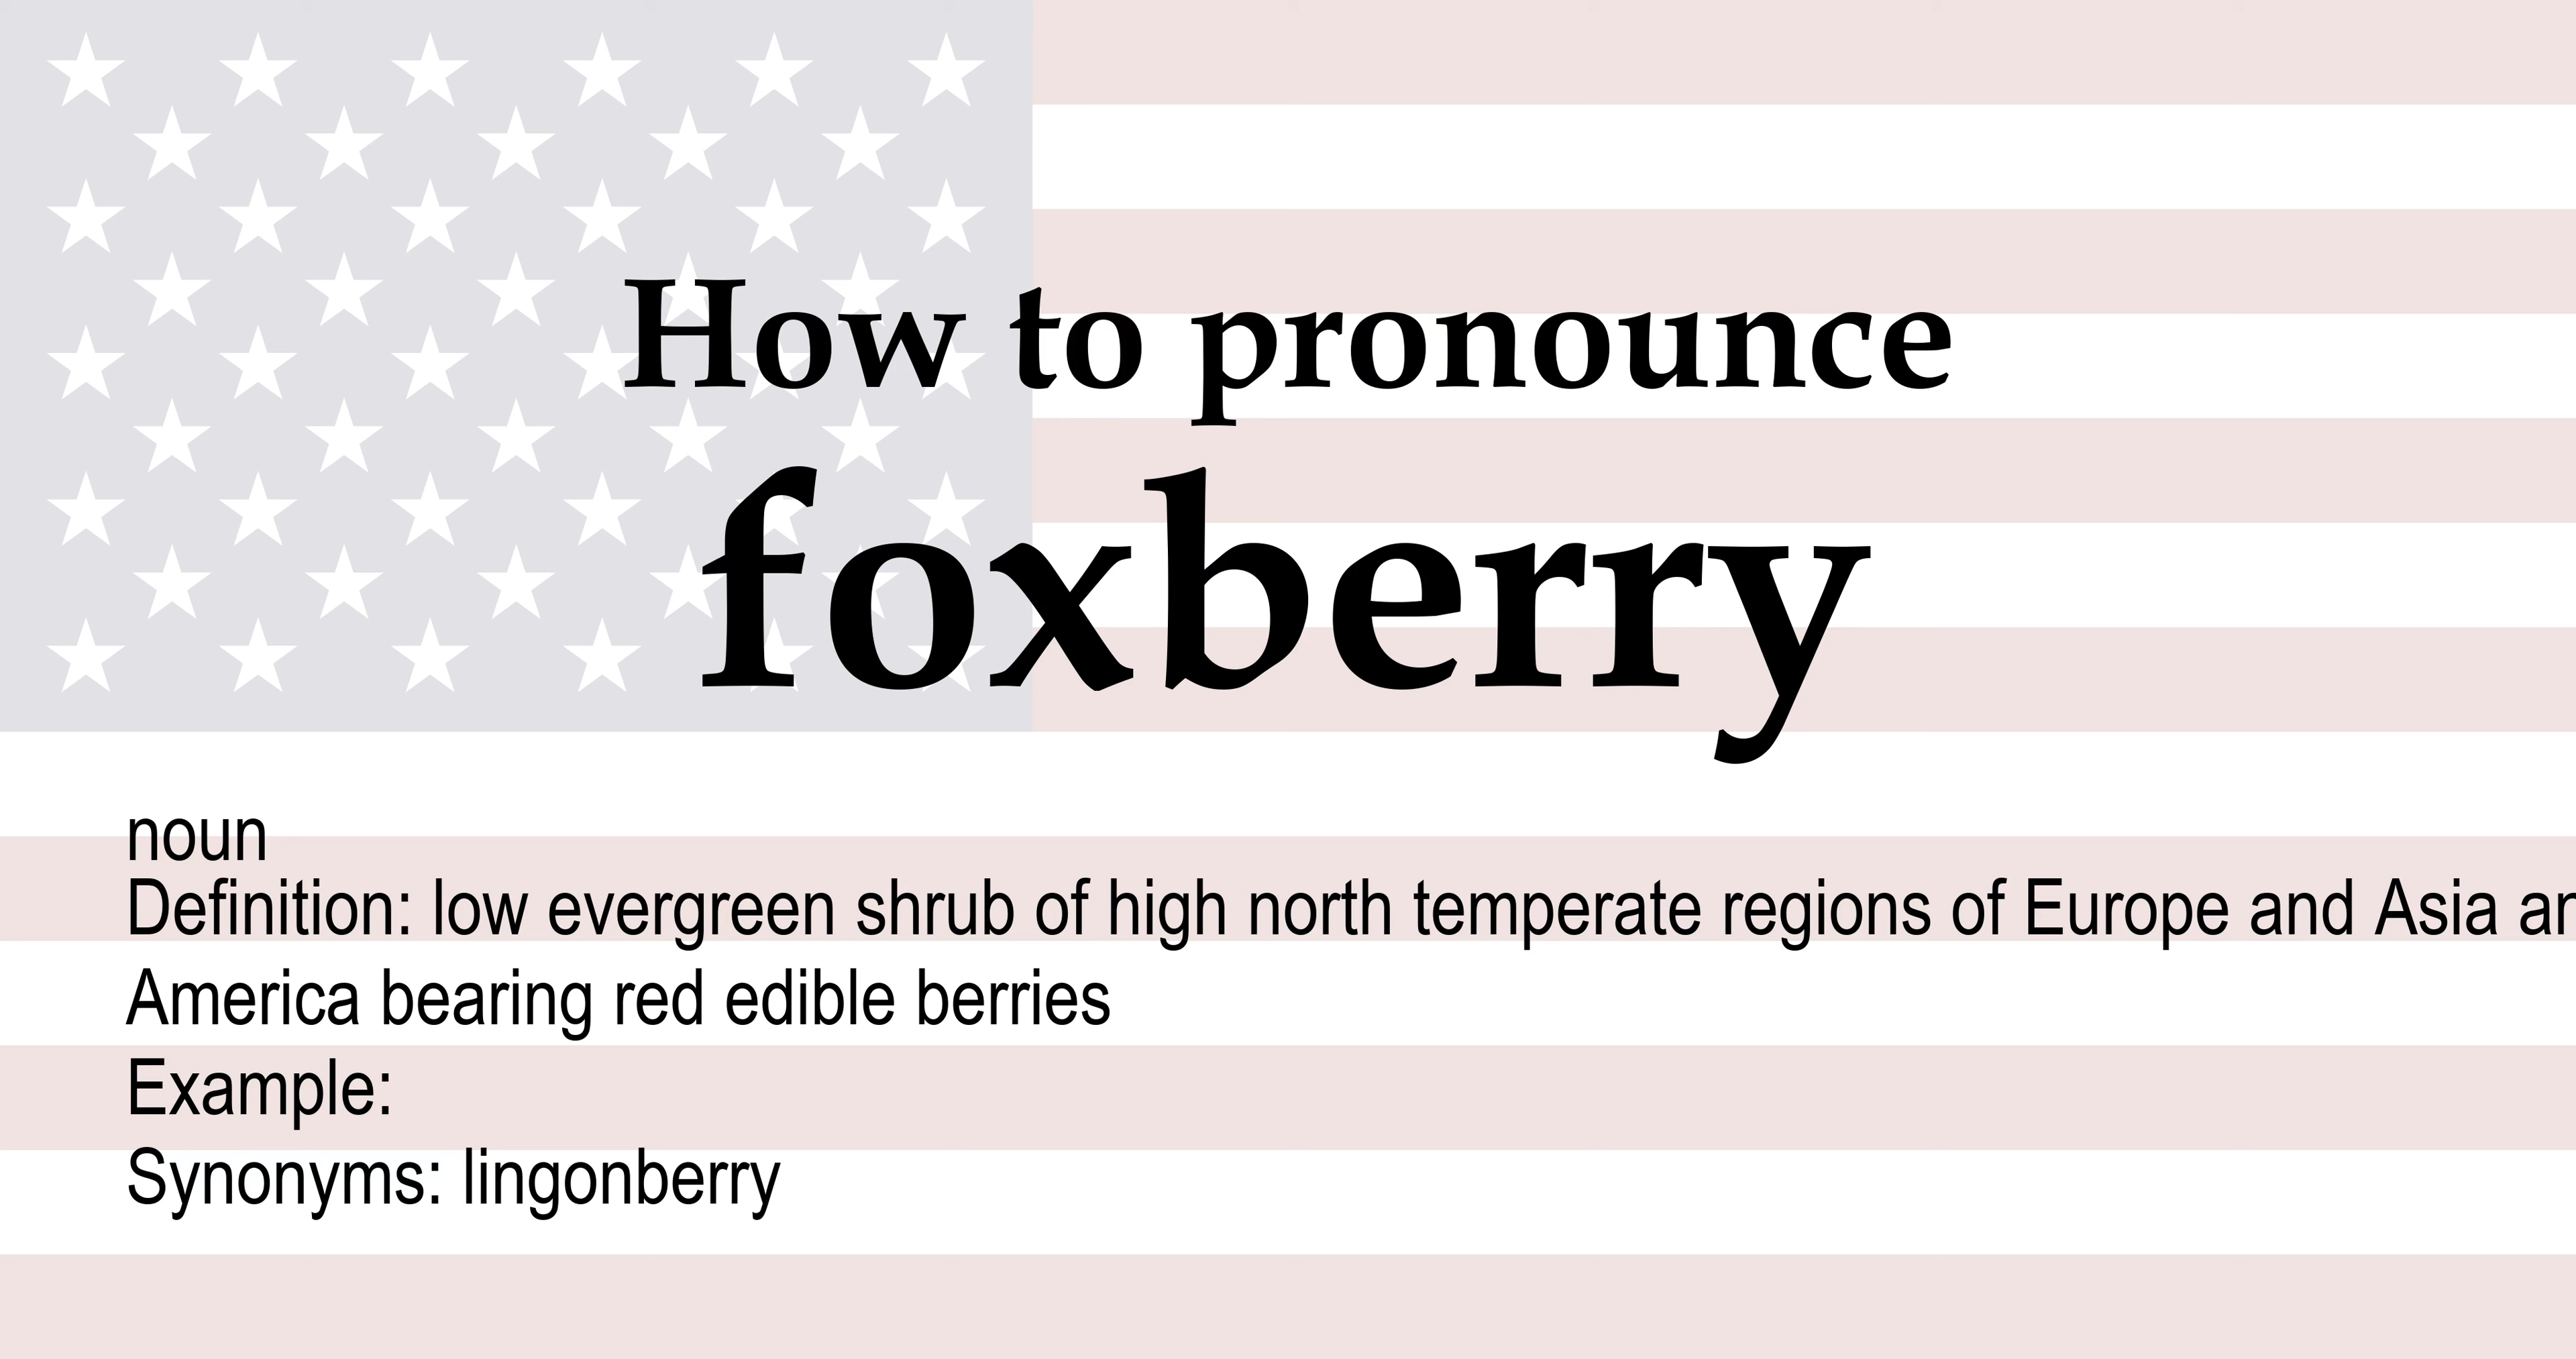 How to pronounce
foxberry
noun
Definition: low evergreen shrub of high north temperate regions of Europe and Asia
America bearing red edible berries
Example:
Synonyms: lingonberry